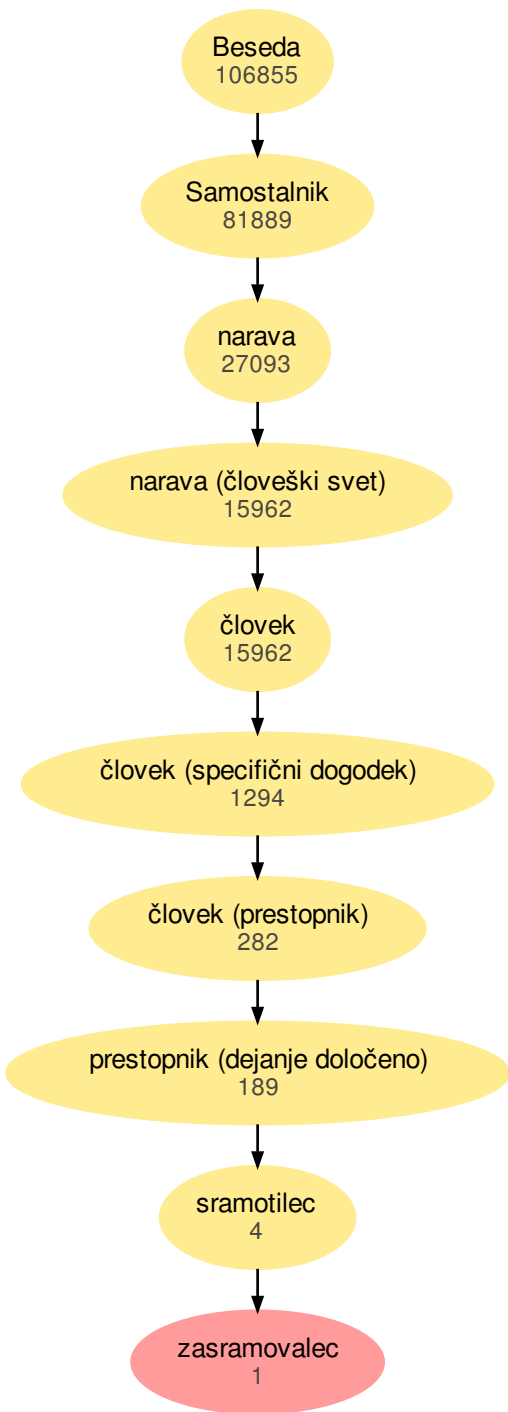 Beseda
106855
Samostalnik
81889
narava
27093
narava (človeški svet)
15962
človek
15962
človek (specifični dogodek)
1294
človek (prestopnik)
282
prestopnik (dejanje določeno)
189
sramotilec
4
zasramovalec
1